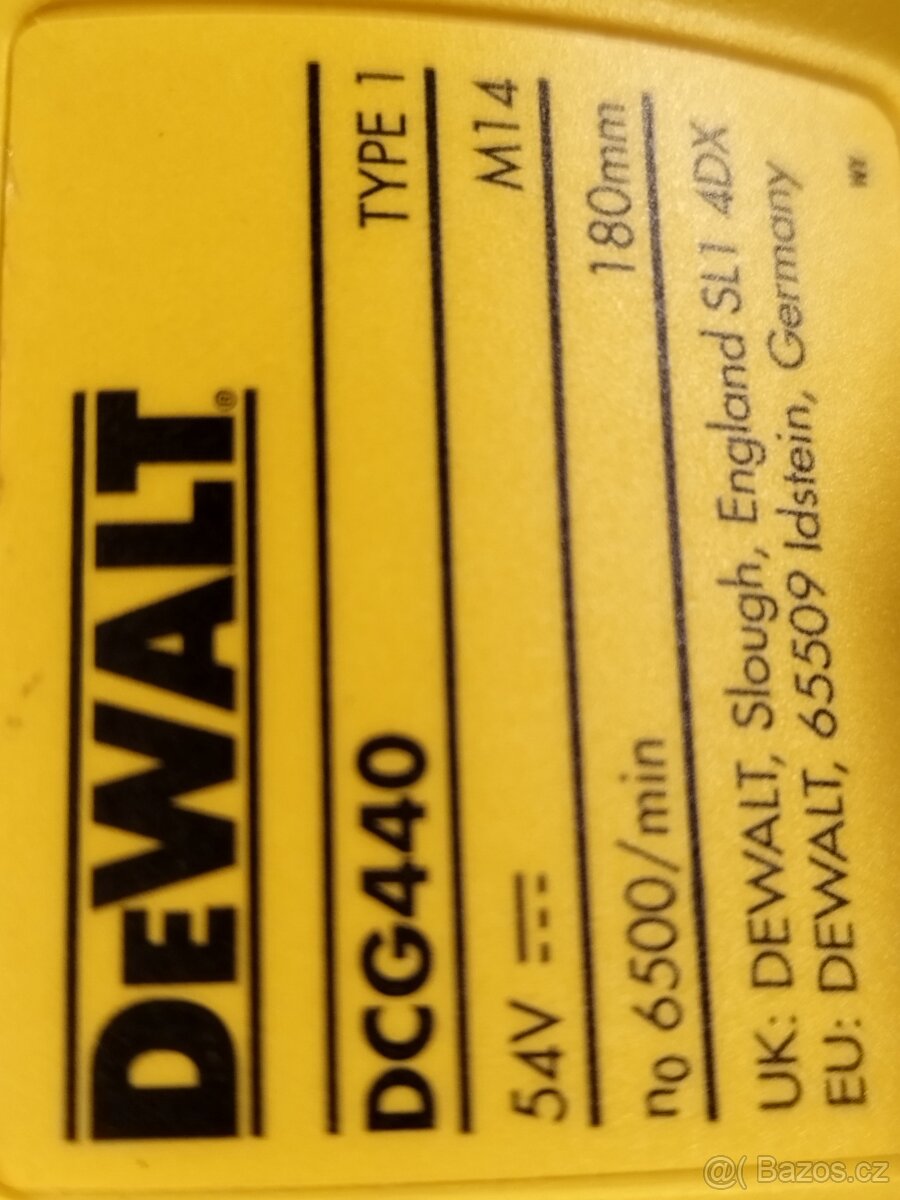 DEWALT®
DCG440 TYPE 1
54V M14
n0 6500/min 180mm
UK: DEWALT, Slough, England SL1 4DX
EU: DEWALT, 65509 Idstein, Germany
@( Bazos.cz